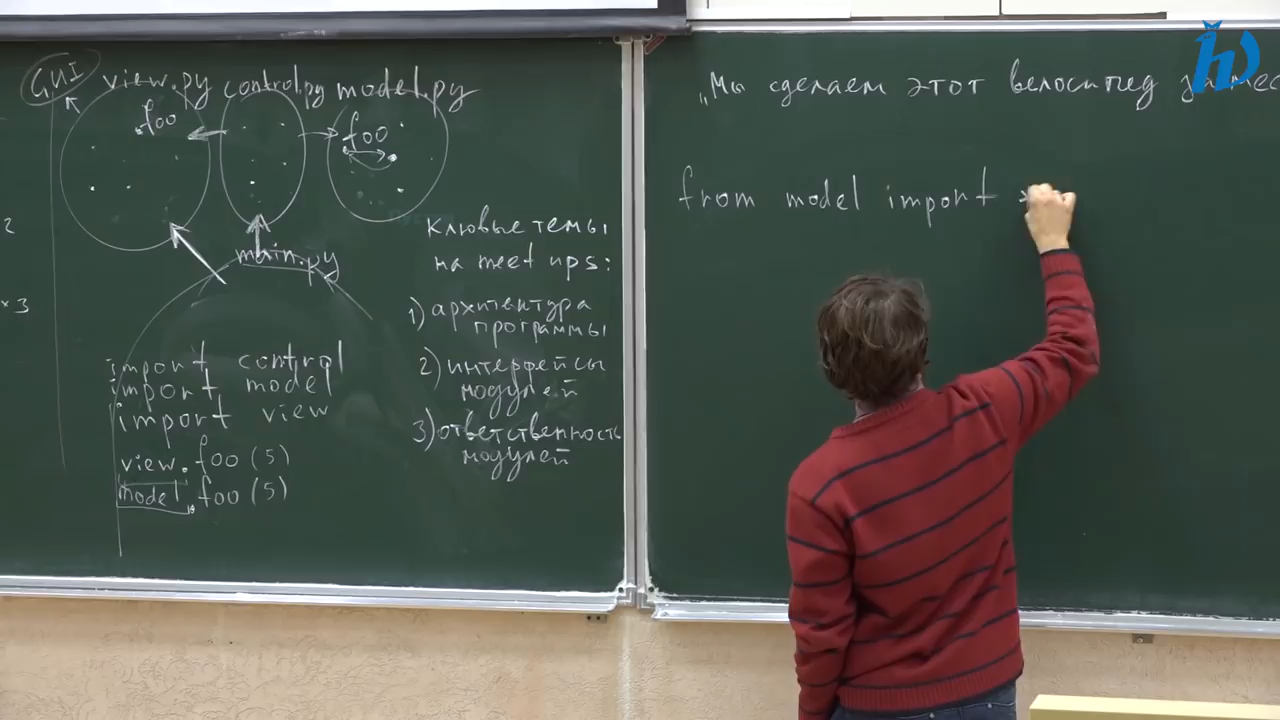 GUI view.py control.py model.py
foo
foo
2
main.py
× 3
import control
import model
import view
view.foo(5)
model.foo(5)
Ключевые темы
на meet ups:
1) архитектура
программы
2) интерфейсы
модулей
3) ответственность
модулей
„Мы сделаем этот велосипед
from model import *